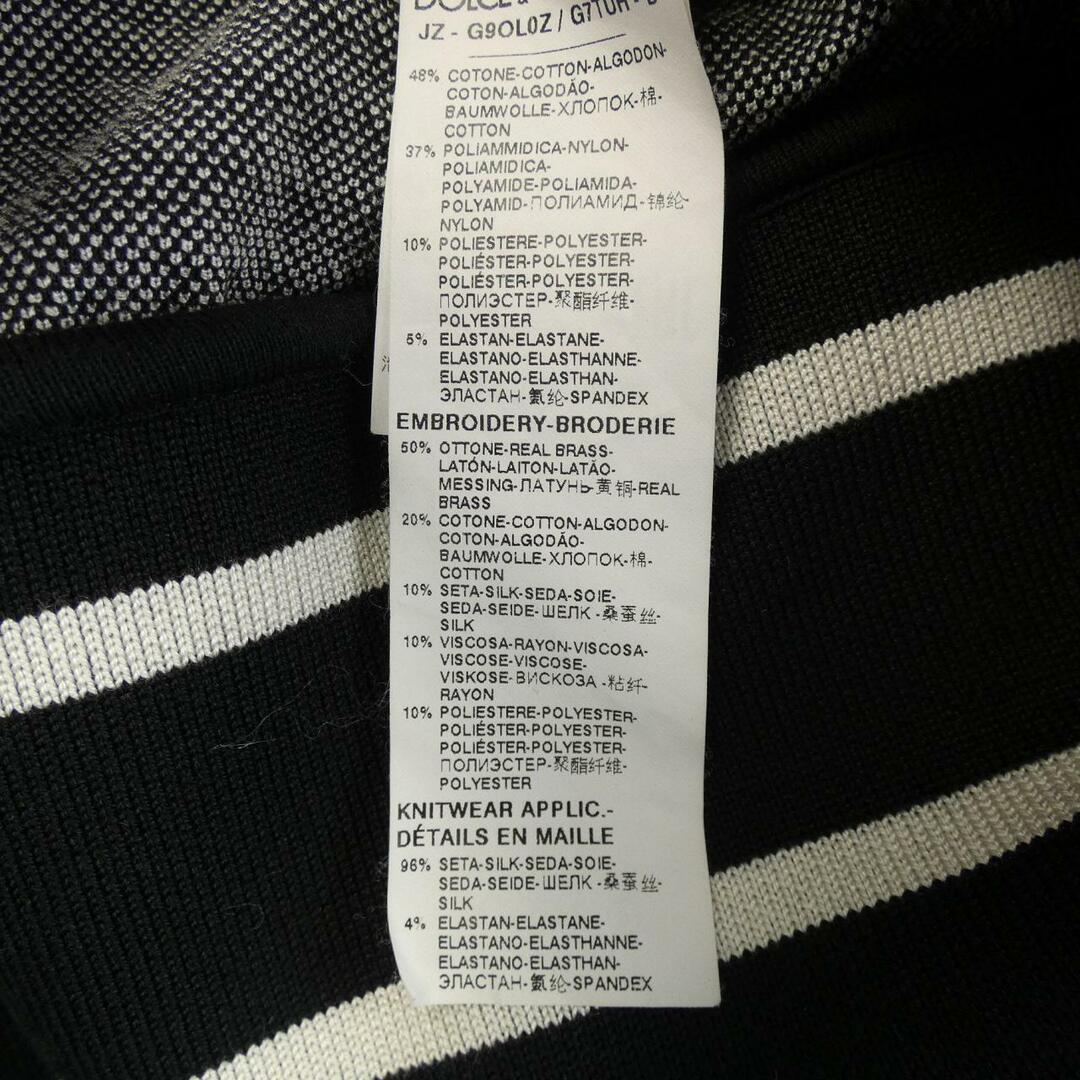 DOLCE &
JZ - G9OL0Z / G7TUH -
48% COTONE-COTTON-ALGODON-
COTON-ALGODÃO-
BAUMWOLLE-ХЛОПОК-棉-
COTTON
37% POLIAMMIDICA-NYLON-
POLIAMIDICA-
POLYAMIDE-POLIAMIDA-
POLYAMID-ПОЛИАМИД-锦纶-
NYLON
10% POLIESTERE-POLYESTER-
POLIÉSTER-POLYESTER-
POLIÉSTER-POLYESTER-
ПОЛИЭСТЕР-聚酯纤维-
POLYESTER
5% ELASTAN-ELASTANE-
ELASTANO-ELASTHANNE-
ELASTANO-ELASTHAN-
ЭЛАСТАН-氨纶-SPANDEX
EMBROIDERY-BRODERIE
50% OTTONE-REAL BRASS-
LATÓN-LAITON-LATÃO-
MESSING-ЛАТУНЬ-黄铜-REAL
BRASS
20% COTONE-COTTON-ALGODON-
COTON-ALGODÃO-
BAUMWOLLE-ХЛОПОК-棉-
COTTON
10% SETA-SILK-SEDA-SOIE-
SEDA-SEIDE-ШЕЛК -桑蚕丝-
SILK
10% VISCOSA-RAYON-VISCOSA-
VISCOSE-VISCOSE-
VISKOSE-ВИСКОЗА -粘纤-
RAYON
10% POLIESTERE-POLYESTER-
POLIÉSTER-POLYESTER-
POLIÉSTER-POLYESTER-
ПОЛИЭСТЕР-聚酯纤维-
POLYESTER
KNITWEAR APPLIC.-
DÉTAILS EN MAILLE
96% SETA-SILK-SEDA-SOIE-
SEDA-SEIDE-ШЕЛК -桑蚕丝-
SILK
4% ELASTAN-ELASTANE-
ELASTANO-ELASTHANNE-
ELASTANO-ELASTHAN-
ЭЛАСТАН-氨纶-SPANDEX